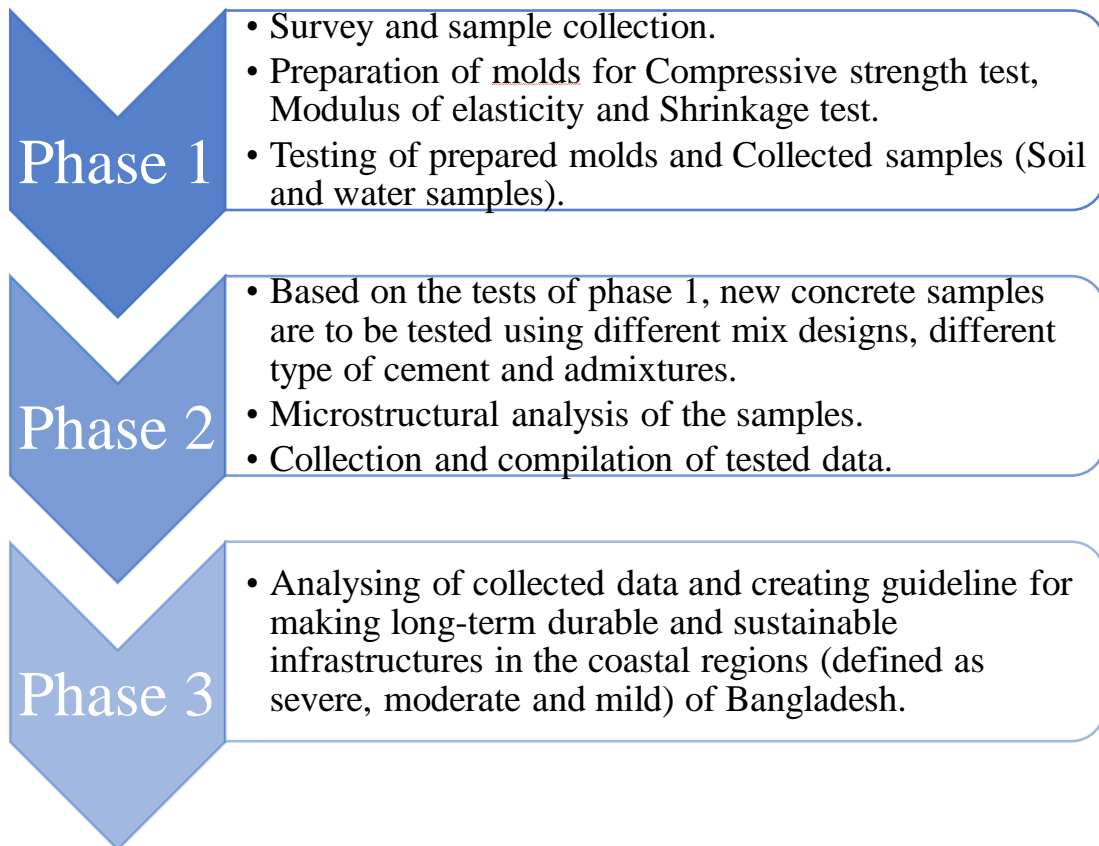 Phase 1
• Survey and sample collection.
• Preparation of molds for Compressive strength test,
Modulus of elasticity and Shrinkage test.
• Testing of prepared molds and Collected samples (Soil
and water samples).
Phase 2
• Based on the tests of phase 1, new concrete samples
are to be tested using different mix designs, different
type of cement and admixtures.
• Microstructural analysis of the samples.
• Collection and compilation of tested data.
Phase 3
• Analysing of collected data and creating guideline for
making long-term durable and sustainable
infrastructures in the coastal regions (defined as
severe, moderate and mild) of Bangladesh.